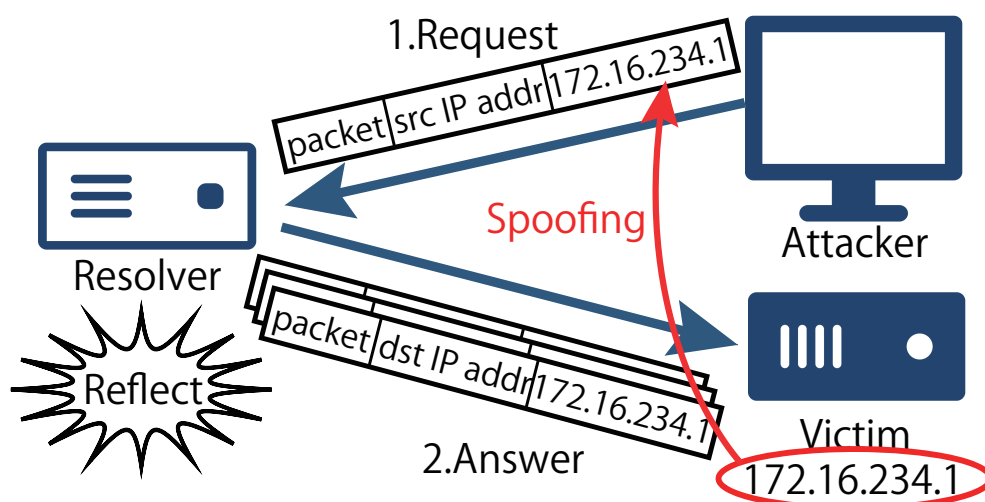 1.Request
packet src IP addr 172.16.234.1
Spoofing
Attacker
Resolver
Reflect
packet dst IP addr 172.16.234.1
2.Answer
Victim
172.16.234.1